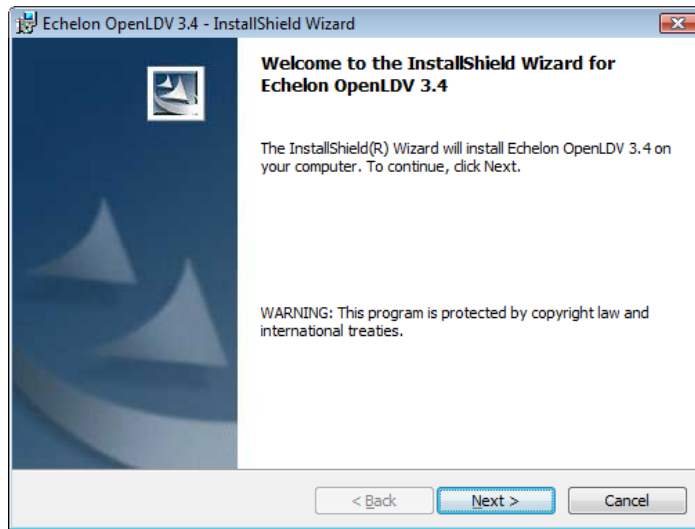 Echelon OpenLDV 3.4 - InstallShield Wizard
Welcome to the InstallShield Wizard for
Echelon OpenLDV 3.4
The InstallShield(R) Wizard will install Echelon OpenLDV 3.4 on
your computer. To continue, click Next.
WARNING: This program is protected by copyright law and
international treaties.
< Back Next > Cancel